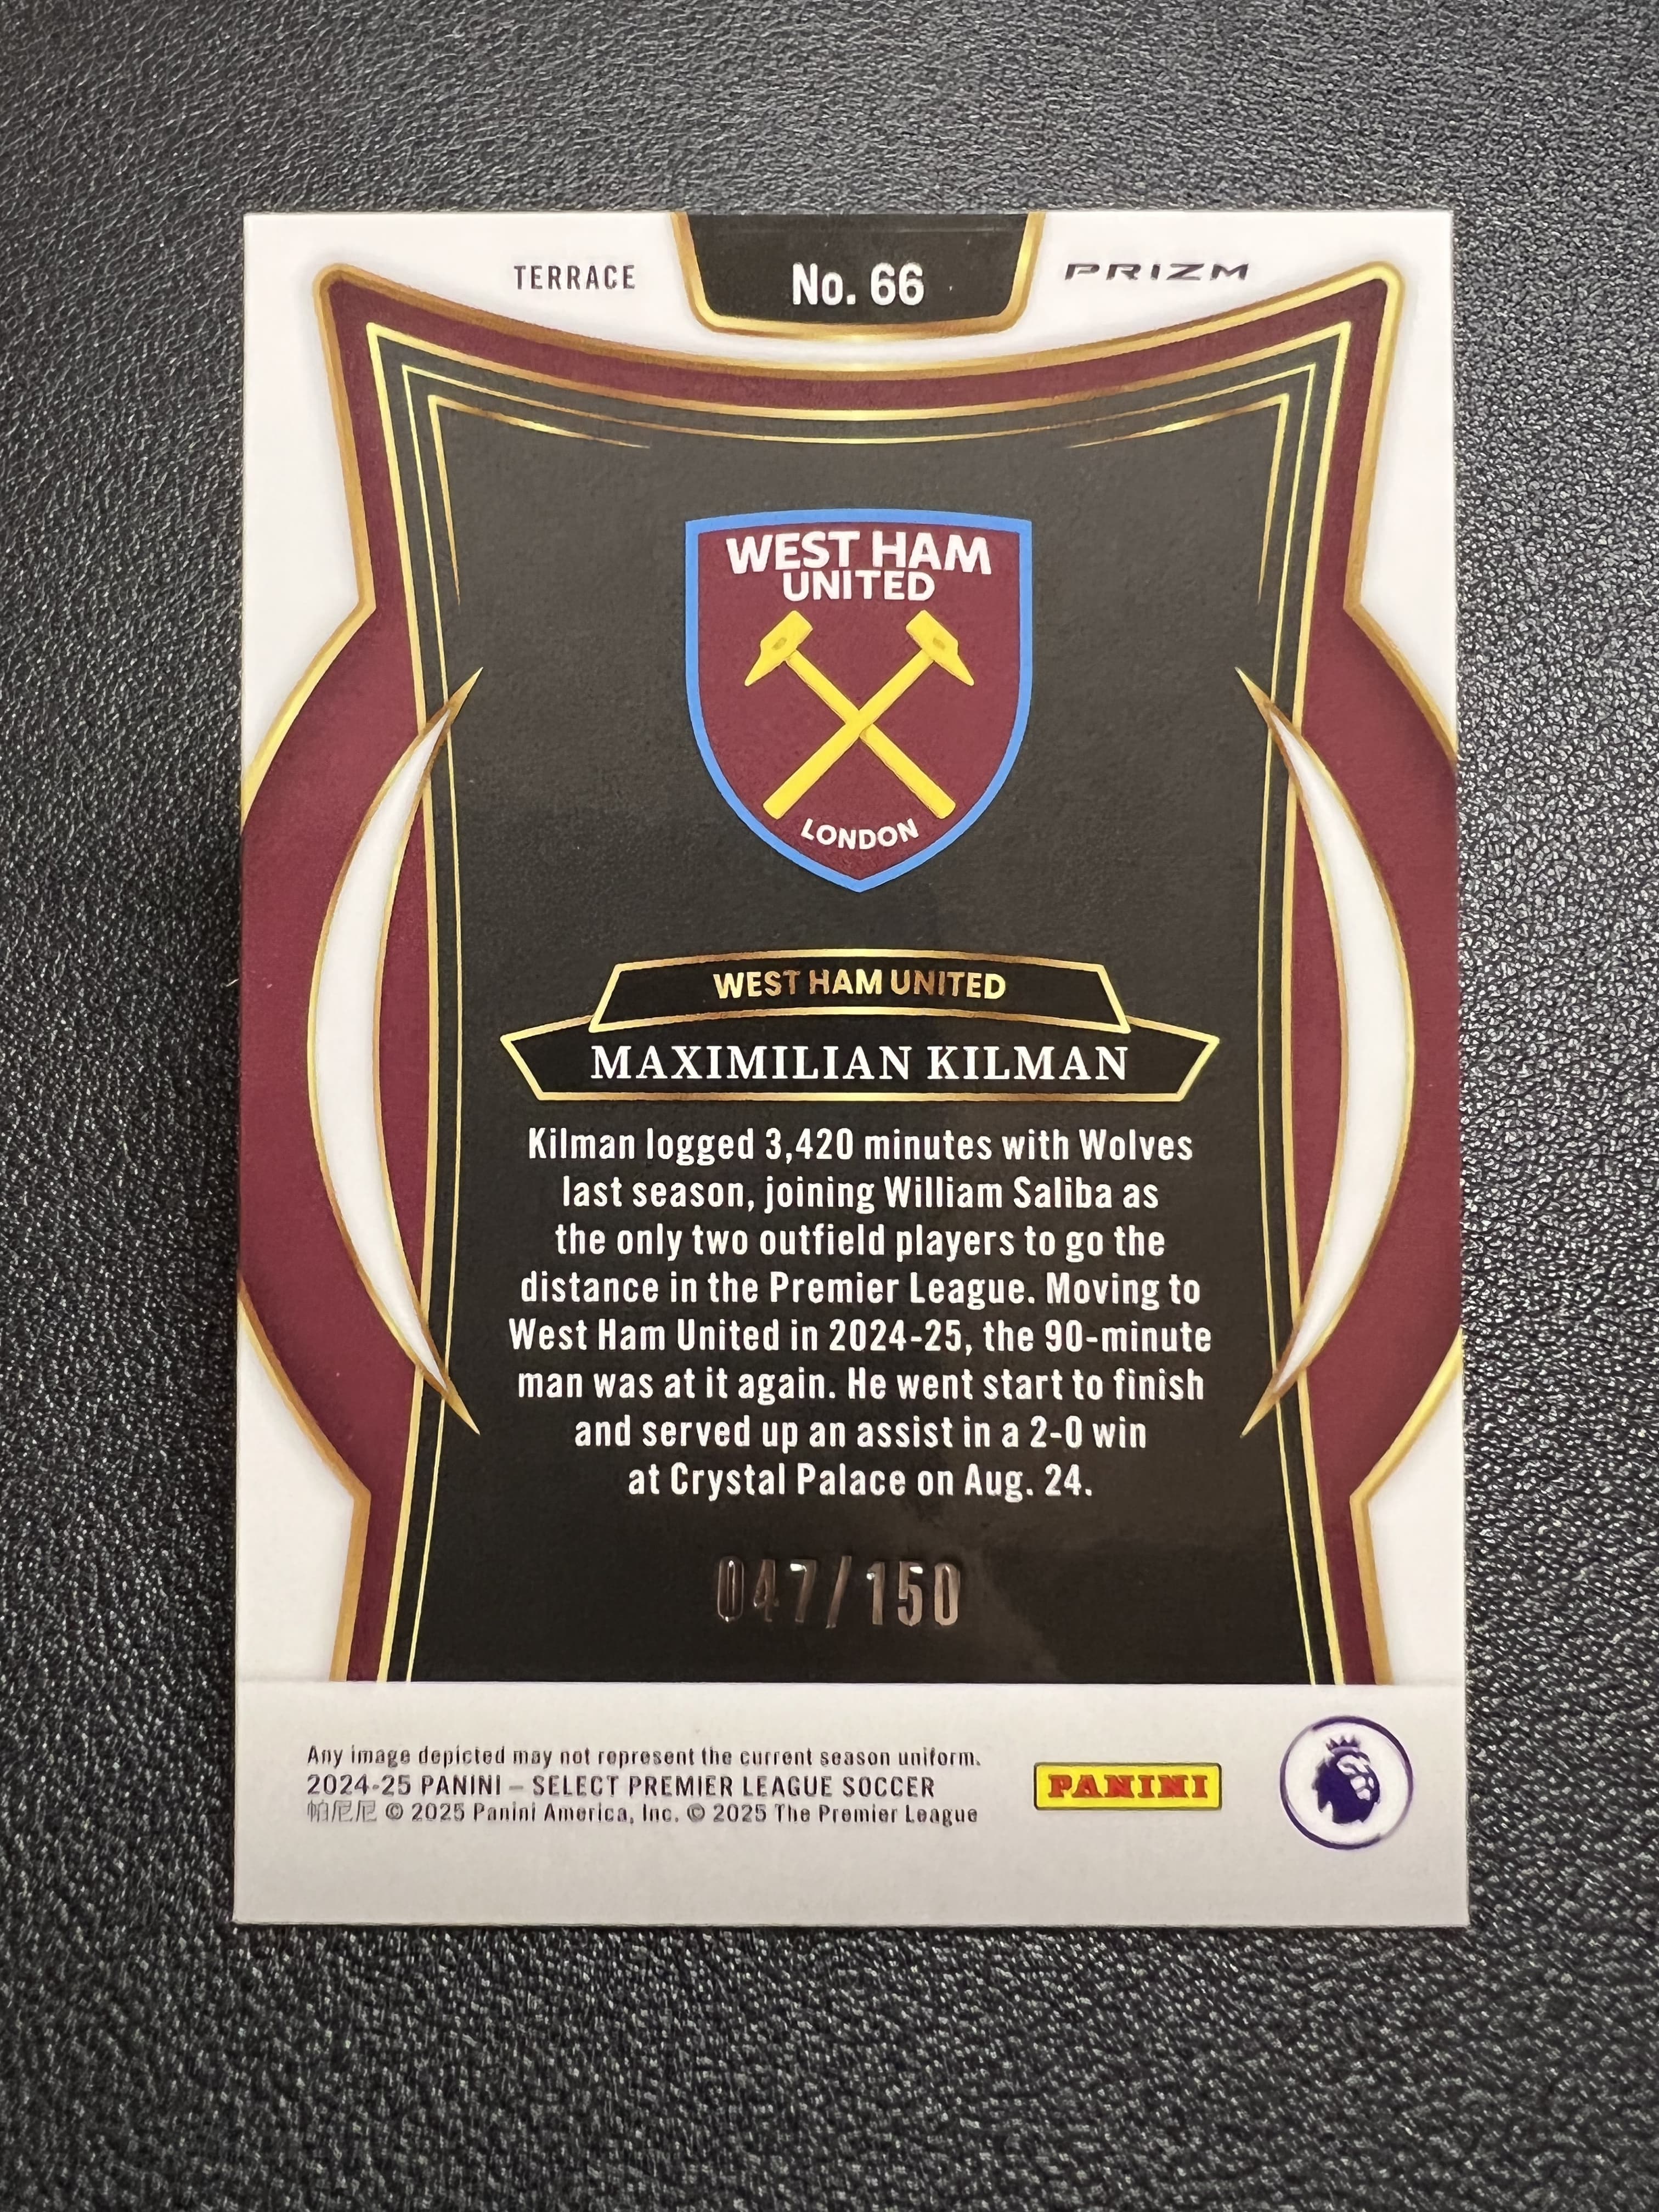 TERRACE
No. 66
PRIZM
WEST HAM
UNITED
LONDON
WEST HAM UNITED
MAXIMILIAN KILMAN
Kilman logged 3,420 minutes with Wolves
last season, joining William Saliba as
the only two outfield players to go the
distance in the Premier League. Moving to
West Ham United in 2024-25, the 90-minute
man was at it again. He went start to finish
and served up an assist in a 2-0 win
at Crystal Palace on Aug. 24.
047/150
Any image depicted may not represent the current season uniform.
2024-25 PANINI – SELECT PREMIER LEAGUE SOCCER
帕尼尼 © 2025 Panini America, Inc. © 2025 The Premier League
PANINI